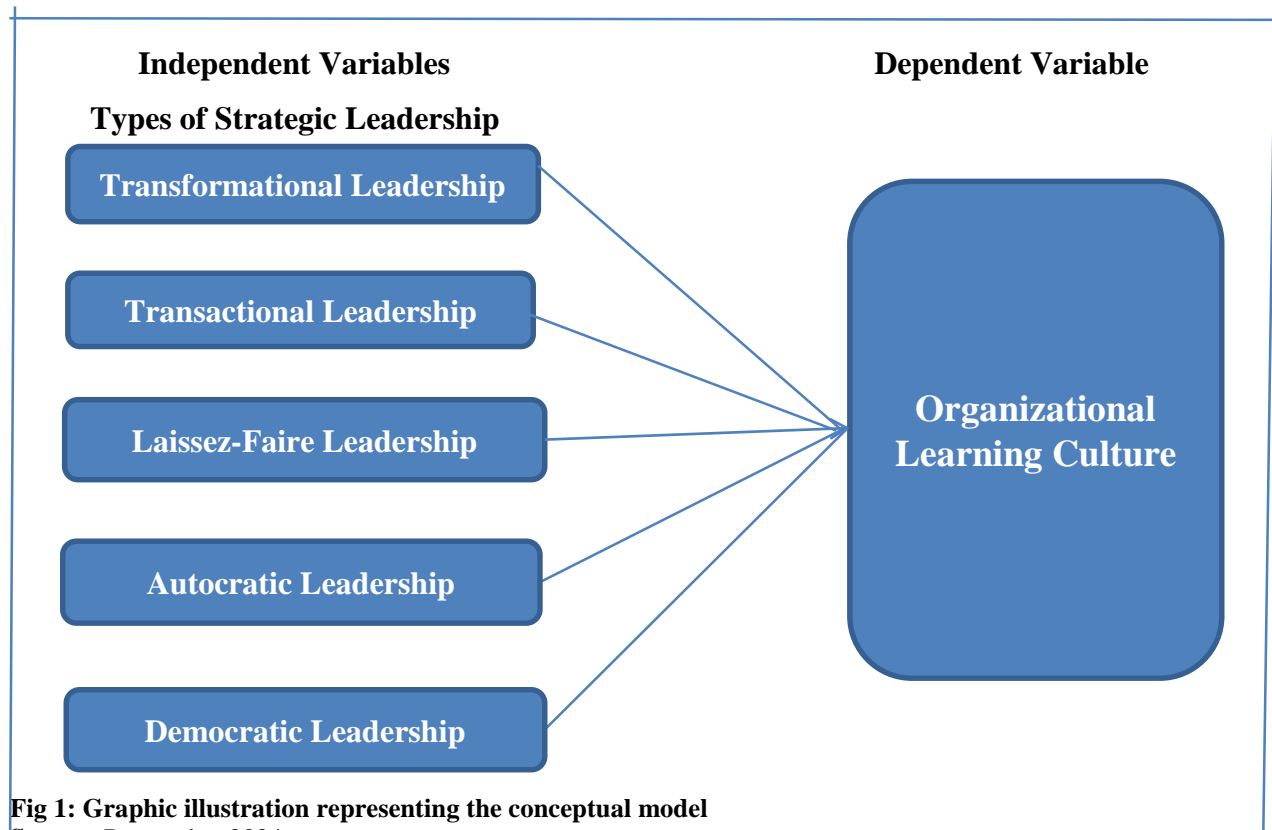 Independent Variables
Dependent Variable
Types of Strategic Leadership
Transformational Leadership
Transactional Leadership
Laissez-Faire Leadership
Autocratic Leadership
Democratic Leadership
Organizational
Learning Culture
Fig 1: Graphic illustration representing the conceptual model